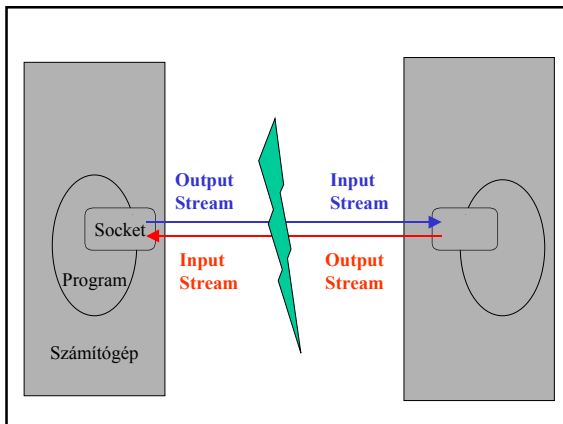 Output
Stream
Input
Stream
Socket
Input
Stream
Output
Stream
Program
Számítógép